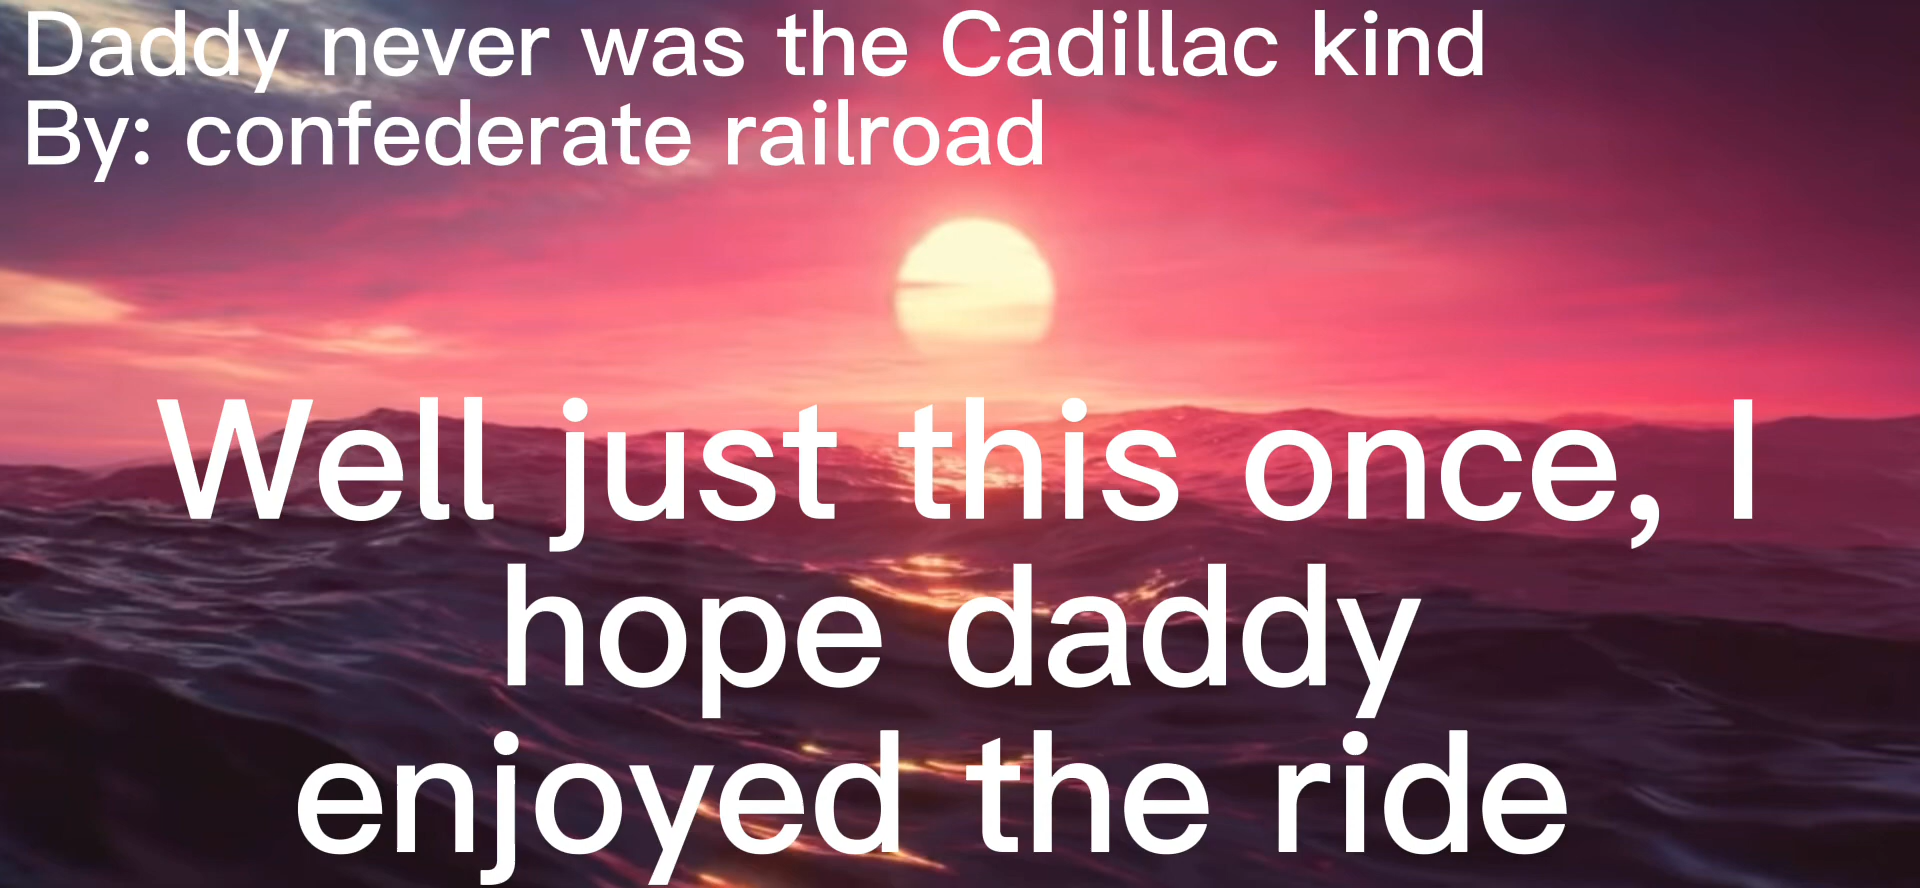 Daddy never was the Cadillac kind
By: confederate railroad
Well just this once, I
hope daddy
enjoyed the ride